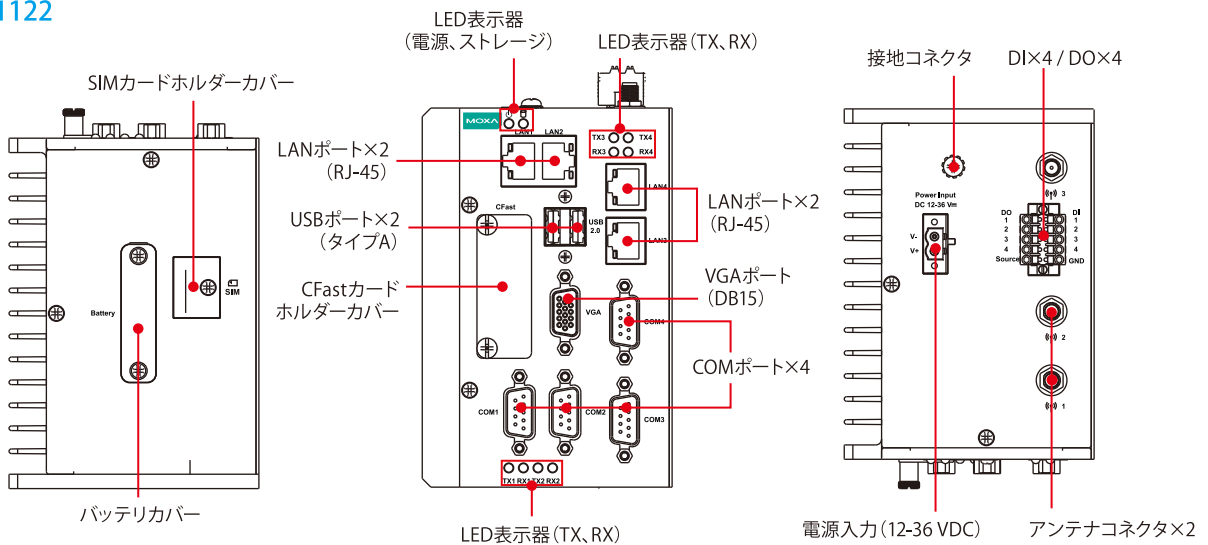 1122
SIMカードホルダーカバー
Battery
SIM
バッテリカバー
LED表示器
（電源、ストレージ）
LED表示器（TX、RX）
MOXA
LAN1 LAN2
TX3 TX4
RX3 RX4
LANポート×2
（RJ-45）
LAN4
LANポート×2
（RJ-45）
CFast
USBポート×2
（タイプA）
USB
2.0
LAN3
CFastカード
ホルダーカバー
VGAポート
（DB15）
VGA
COM4
COMポート×4
COM1
COM2
COM3
TX1 RX1 TX2 RX2
LED表示器（TX、RX）
接地コネクタ
DI×4 / DO×4
Power Input
DC 12-36 V
3
DO DI
1 1
2 2
3 3
4 4
Source GND
V-
V+
2
1
電源入力（12-36 VDC）
アンテナコネクタ×2